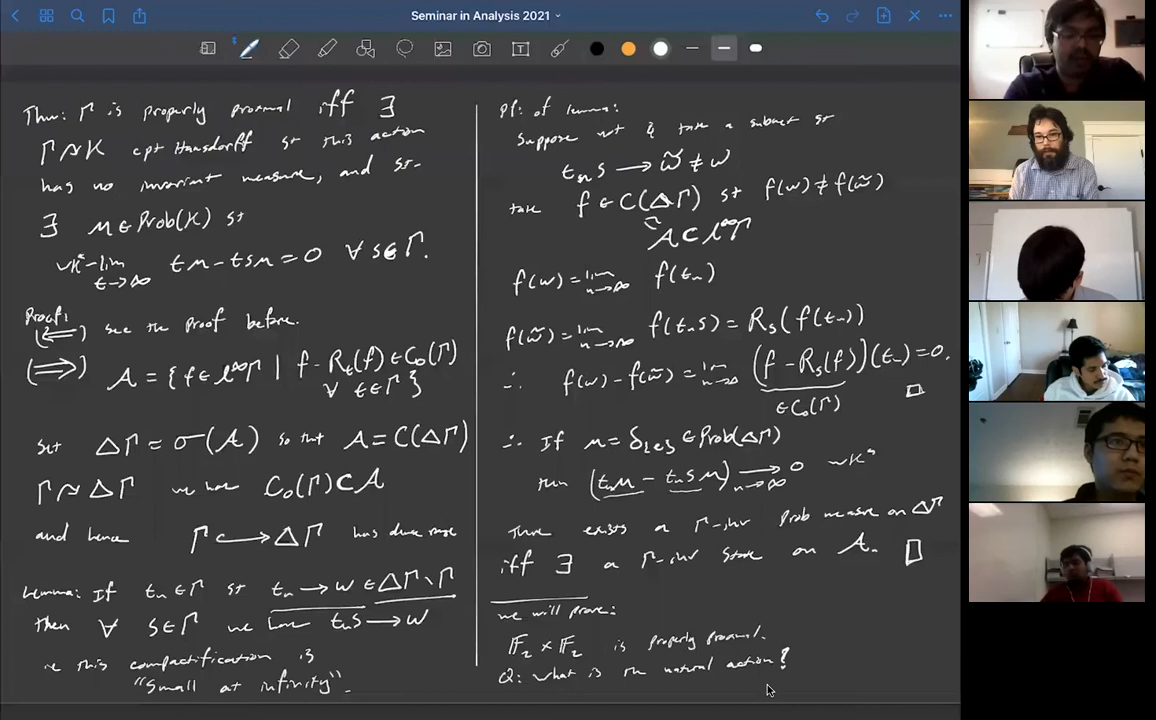 Seminar in Analysis 2021
Thm: Γ is properly proximal iff ∃
Γ↷K cpt Hausdorff st this action
has no invariant measure, and st-
∃ μ∈Prob(K) st
wk*-lim t→∞ tμ-tsμ=0 ∀ s∈Γ.
Proof:
(⇐) see the proof before.
(⇒) A = {f∈ℓ^∞Γ | f-R_t(f)∈C₀(Γ)
∀ t∈Γ}
Set ΔΓ=σ(A) so that A=C(ΔΓ)
Γ↷ΔΓ we have C₀(Γ)⊂A
and hence Γ↪ΔΓ has dense range
Lemma: If t_n∈Γ st t_n→w∈ΔΓ\Γ
then ∀ s∈Γ we have t_n s→w
ie this compactification is
"small at infinity".
Pf: of lemma:
Suppose not & take a subnet st
t_n s → w̃ ≠ w
take f∈C(ΔΓ) st f(w)≠f(w̃)
A⊂ℓ^∞Γ
f(w)=lim n→∞ f(t_n)
f(w̃)=lim n→∞ f(t_n s)=R_s(f(t_n))
∴ f(w)-f(w̃)=lim n→∞ (f-R_s(f))(t_n)=0.
∈C₀(Γ) □
∴ If μ=δ_{e}∈Prob(ΔΓ)
then (t_nμ-t_nsμ) → n→∞ 0 wk*
There exists a Γ-inv prob measure on ΔΓ
iff ∃ a Γ-inv state on A. □
we will prove:
𝔽₂×𝔽₂ is properly proximal.
Q: what is the natural action?